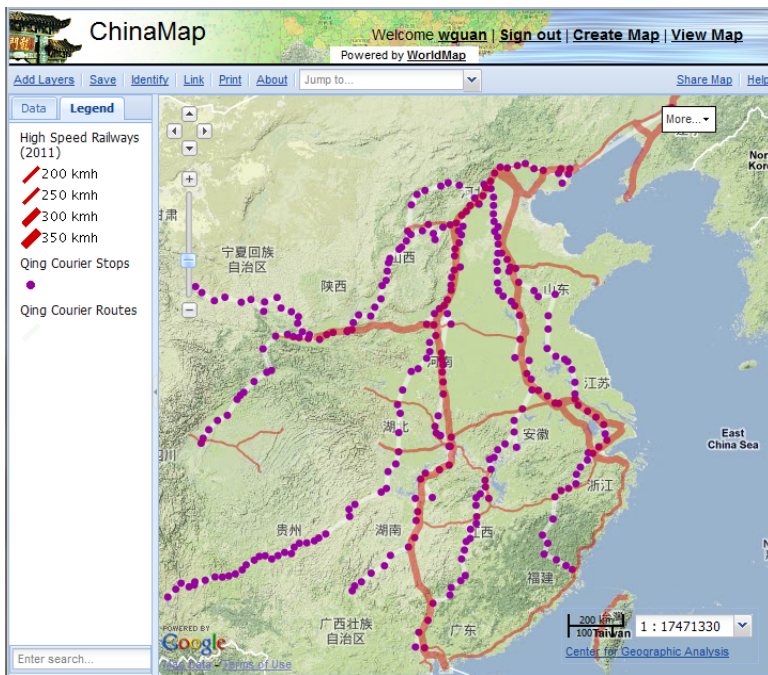 ChinaMap
Welcome wguan | Sign out | Create Map | View Map
Powered by WorldMap
Add Layers Save Identify Link Print About Jump to... Share Map Help
Data Legend
High Speed Railways
(2011)
200 kmh
250 kmh
300 kmh
350 kmh
Qing Courier Stops
Qing Courier Routes
More...
宁夏回族
自治区
陕西
山西
山东
河南
江苏
安徽
湖北
浙江
贵州
湖南
江西
福建
广西壮族
自治区
广东
East
China Sea
Korea
200 km
100
Taiwan
1 : 17471330
Center for Geographic Analysis
POWERED BY
Google
Map Data - Terms of Use
Enter search...